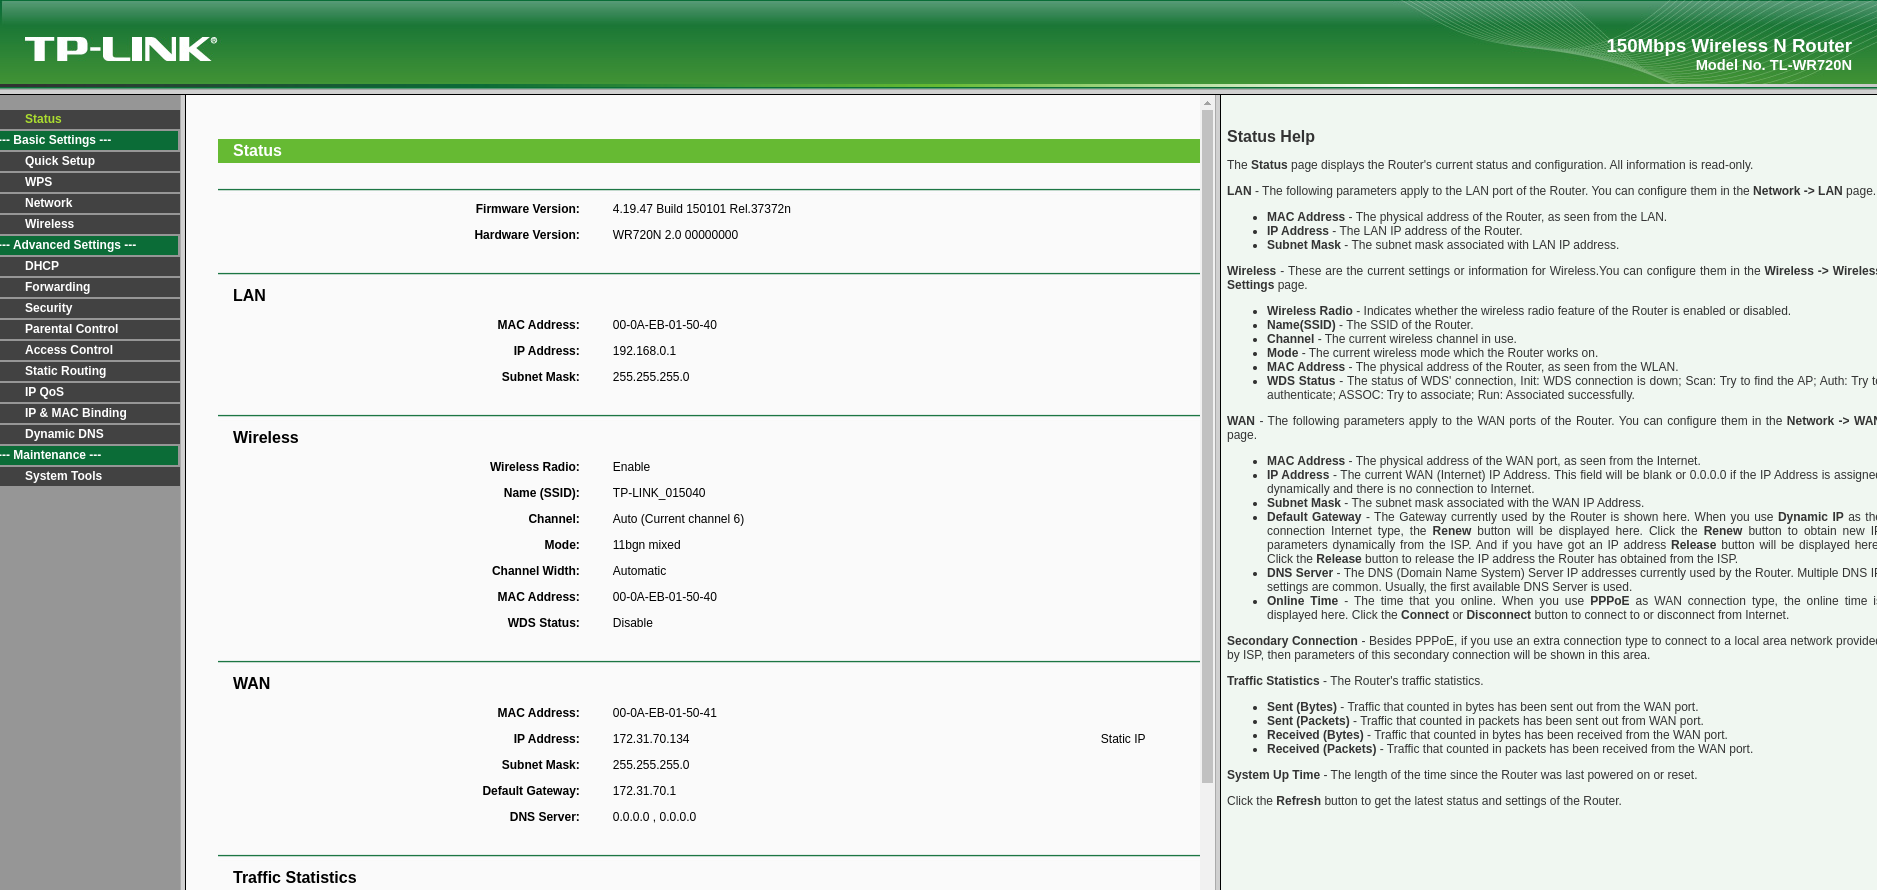 TP-LINK®
150Mbps Wireless N Router
Model No. TL-WR720N
Status
--- Basic Settings ---
Quick Setup
WPS
Network
Wireless
--- Advanced Settings ---
DHCP
Forwarding
Security
Parental Control
Access Control
Static Routing
IP QoS
IP & MAC Binding
Dynamic DNS
--- Maintenance ---
System Tools
Status
Firmware Version: 4.19.47 Build 150101 Rel.37372n
Hardware Version: WR720N 2.0 00000000
LAN
MAC Address: 00-0A-EB-01-50-40
IP Address: 192.168.0.1
Subnet Mask: 255.255.255.0
Wireless
Wireless Radio: Enable
Name (SSID): TP-LINK_015040
Channel: Auto (Current channel 6)
Mode: 11bgn mixed
Channel Width: Automatic
MAC Address: 00-0A-EB-01-50-40
WDS Status: Disable
WAN
MAC Address: 00-0A-EB-01-50-41
IP Address: 172.31.70.134 Static IP
Subnet Mask: 255.255.255.0
Default Gateway: 172.31.70.1
DNS Server: 0.0.0.0 , 0.0.0.0
Traffic Statistics
Status Help
The Status page displays the Router's current status and configuration. All information is read-only.
LAN - The following parameters apply to the LAN port of the Router. You can configure them in the Network -> LAN page.
• MAC Address - The physical address of the Router, as seen from the LAN.
• IP Address - The LAN IP address of the Router.
• Subnet Mask - The subnet mask associated with LAN IP address.
Wireless - These are the current settings or information for Wireless.You can configure them in the Wireless -> Wireless
Settings page.
• Wireless Radio - Indicates whether the wireless radio feature of the Router is enabled or disabled.
• Name(SSID) - The SSID of the Router.
• Channel - The current wireless channel in use.
• Mode - The current wireless mode which the Router works on.
• MAC Address - The physical address of the Router, as seen from the WLAN.
• WDS Status - The status of WDS' connection, Init: WDS connection is down; Scan: Try to find the AP; Auth: Try to
authenticate; ASSOC: Try to associate; Run: Associated successfully.
WAN - The following parameters apply to the WAN ports of the Router. You can configure them in the Network -> WAN
page.
• MAC Address - The physical address of the WAN port, as seen from the Internet.
• IP Address - The current WAN (Internet) IP Address. This field will be blank or 0.0.0.0 if the IP Address is assigned
dynamically and there is no connection to Internet.
• Subnet Mask - The subnet mask associated with the WAN IP Address.
• Default Gateway - The Gateway currently used by the Router is shown here. When you use Dynamic IP as the
connection Internet type, the Renew button will be displayed here. Click the Renew button to obtain new IP
parameters dynamically from the ISP. And if you have got an IP address Release button will be displayed here
Click the Release button to release the IP address the Router has obtained from the ISP.
• DNS Server - The DNS (Domain Name System) Server IP addresses currently used by the Router. Multiple DNS IP
settings are common. Usually, the first available DNS Server is used.
• Online Time - The time that you online. When you use PPPoE as WAN connection type, the online time is
displayed here. Click the Connect or Disconnect button to connect to or disconnect from Internet.
Secondary Connection - Besides PPPoE, if you use an extra connection type to connect to a local area network provided
by ISP, then parameters of this secondary connection will be shown in this area.
Traffic Statistics - The Router's traffic statistics.
• Sent (Bytes) - Traffic that counted in bytes has been sent out from the WAN port.
• Sent (Packets) - Traffic that counted in packets has been sent out from WAN port.
• Received (Bytes) - Traffic that counted in bytes has been received from the WAN port.
• Received (Packets) - Traffic that counted in packets has been received from the WAN port.
System Up Time - The length of the time since the Router was last powered on or reset.
Click the Refresh button to get the latest status and settings of the Router.